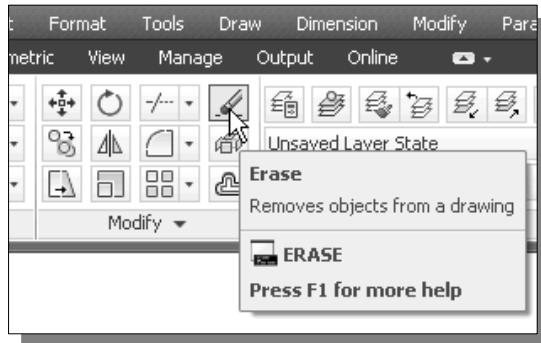 Format Tools Draw Dimension Modify Para
metric View Manage Output Online
Unsaved Layer State
Erase
Removes objects from a drawing
Modify
ERASE
Press F1 for more help